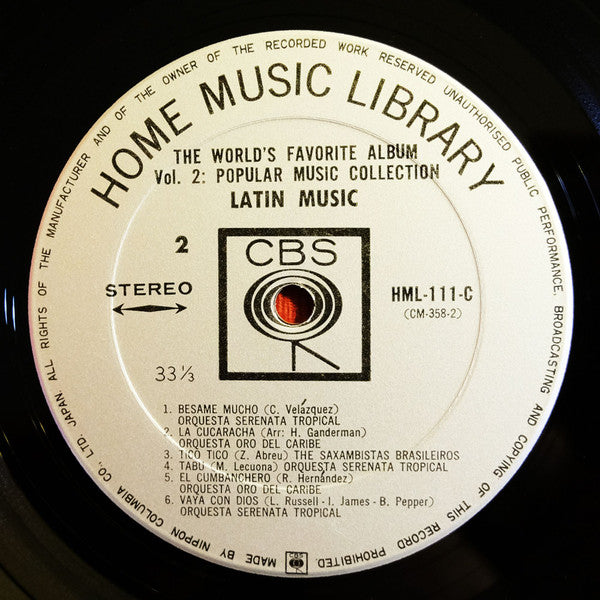 ALL RIGHTS OF THE MANUFACTURER AND OF THE OWNER OF THE RECORDED WORK RESERVED UNAUTHORISED PUBLIC PERFORMANCE, BROADCASTING AND COPYING OF THIS RECORD PROHIBITED.
HOME MUSIC LIBRARY
THE WORLD'S FAVORITE ALBUM
Vol. 2: POPULAR MUSIC COLLECTION
LATIN MUSIC
2
CBS
STEREO
HML-111-C
(CM-358-2)
33⅓
1. BESAME MUCHO (C. Velázquez)
ORQUESTA SERENATA TROPICAL
2. LA CUCARACHA (Arr: H. Ganderman)
ORQUESTA ORO DEL CARIBE
3. TICO TICO (Z. Abreu) THE SAXAMBISTAS BRASILEIROS
4. TABU (M. Lecuona) ORQUESTA SERENATA TROPICAL
5. EL CUMBANCHERO (R. Hernández)
ORQUESTA ORO DEL CARIBE
6. VAYA CON DIOS (L. Russell - I. James - B. Pepper)
ORQUESTA SERENATA TROPICAL
MADE BY NIPPON COLUMBIA CO., LTD. JAPAN.
CBS